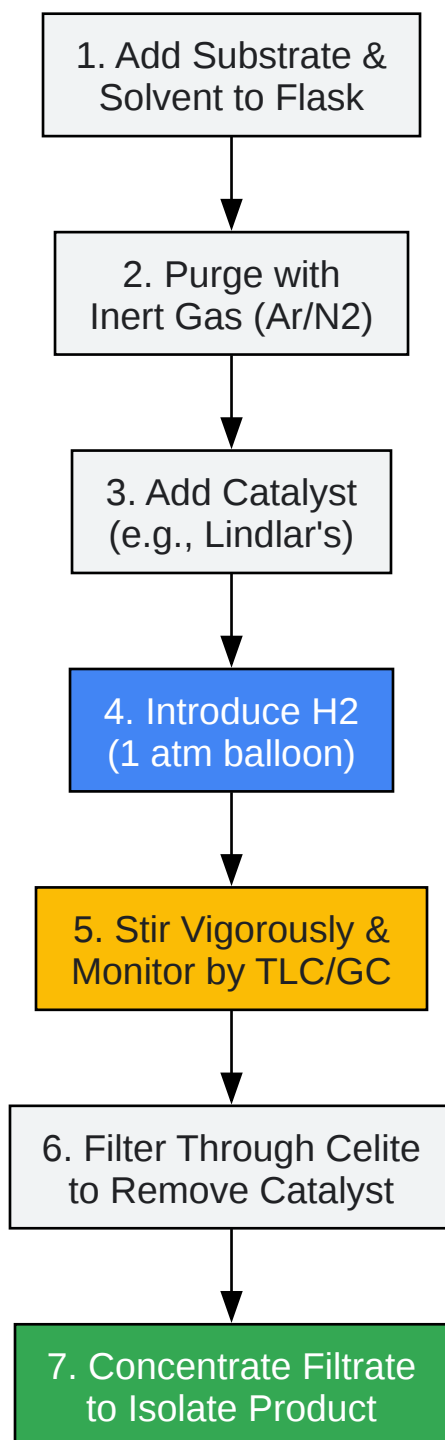 1. Add Substrate &
Solvent to Flask
2. Purge with
Inert Gas (Ar/N2)
3. Add Catalyst
(e.g., Lindlar's)
4. Introduce H2
(1 atm balloon)
5. Stir Vigorously &
Monitor by TLC/GC
6. Filter Through Celite
to Remove Catalyst
7. Concentrate Filtrate
to Isolate Product